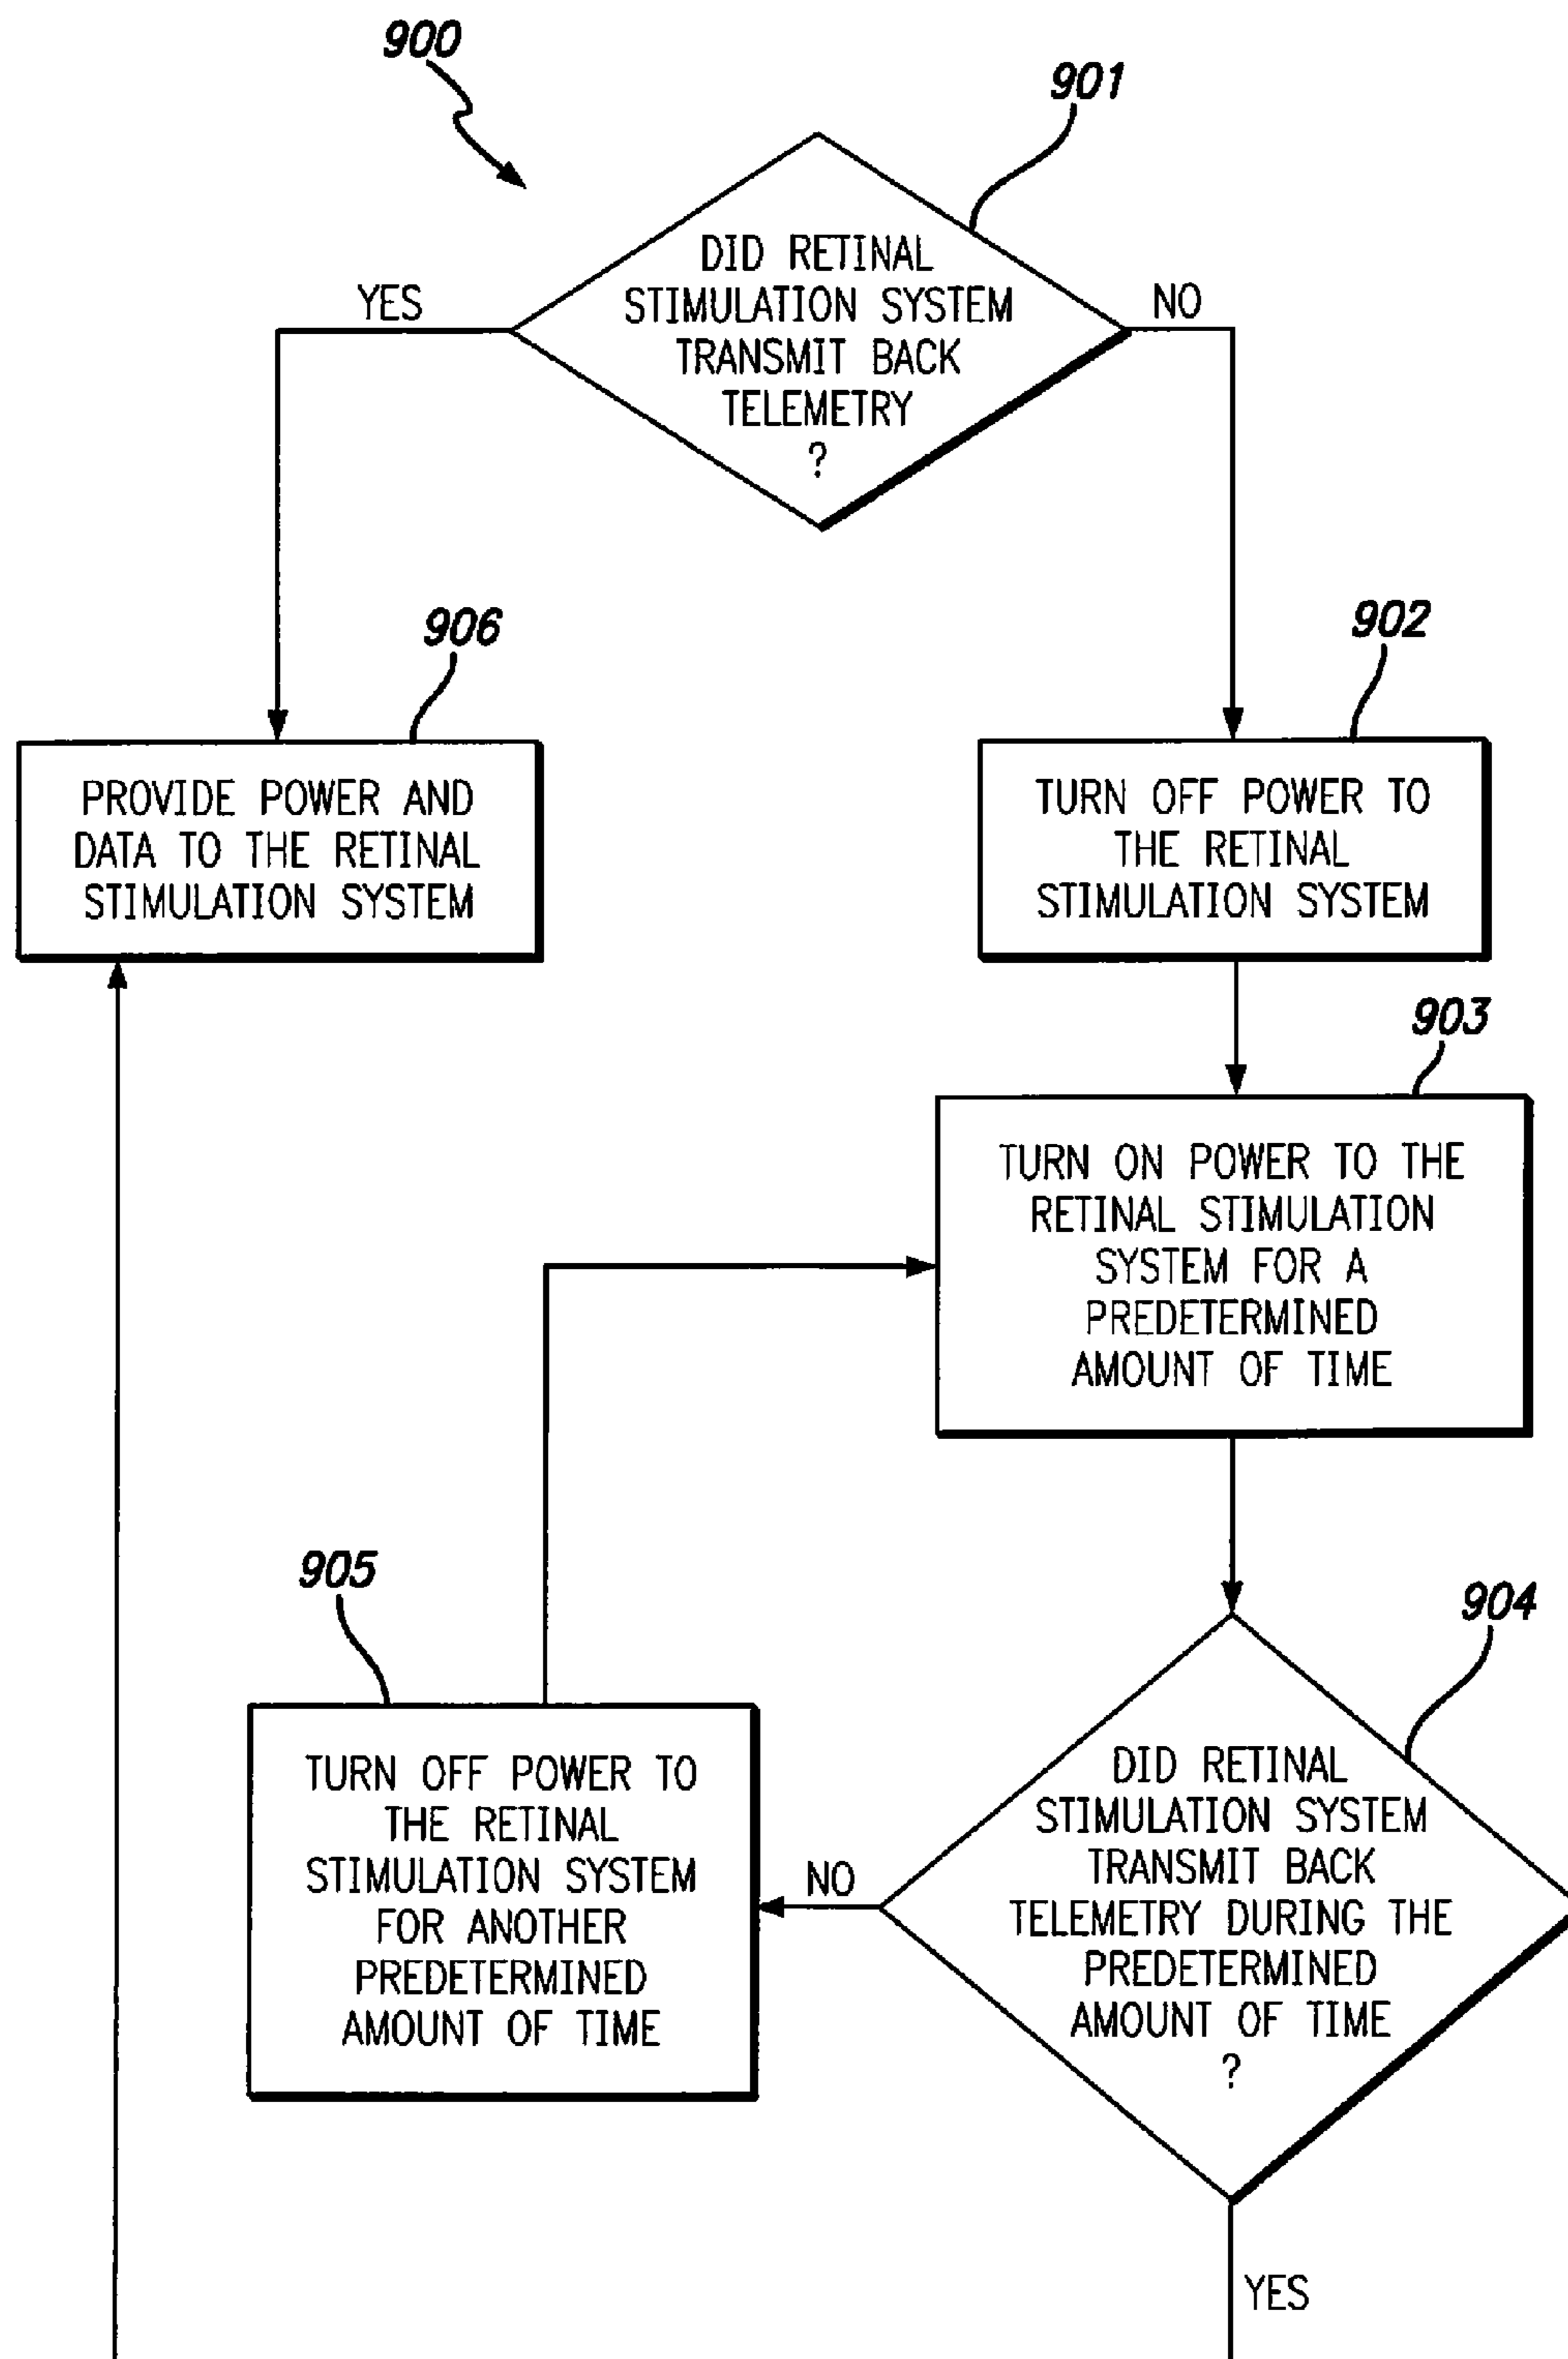 900
901
DID RETINAL
STIMULATION SYSTEM
TRANSMIT BACK
TELEMETRY
?
YES
NO
906
PROVIDE POWER AND
DATA TO THE RETINAL
STIMULATION SYSTEM
902
TURN OFF POWER TO
THE RETINAL
STIMULATION SYSTEM
903
TURN ON POWER TO THE
RETINAL STIMULATION
SYSTEM FOR A
PREDETERMINED
AMOUNT OF TIME
904
DID RETINAL
STIMULATION SYSTEM
TRANSMIT BACK
TELEMETRY DURING THE
PREDETERMINED
AMOUNT OF TIME
?
NO
905
TURN OFF POWER TO
THE RETINAL
STIMULATION SYSTEM
FOR ANOTHER
PREDETERMINED
AMOUNT OF TIME
YES